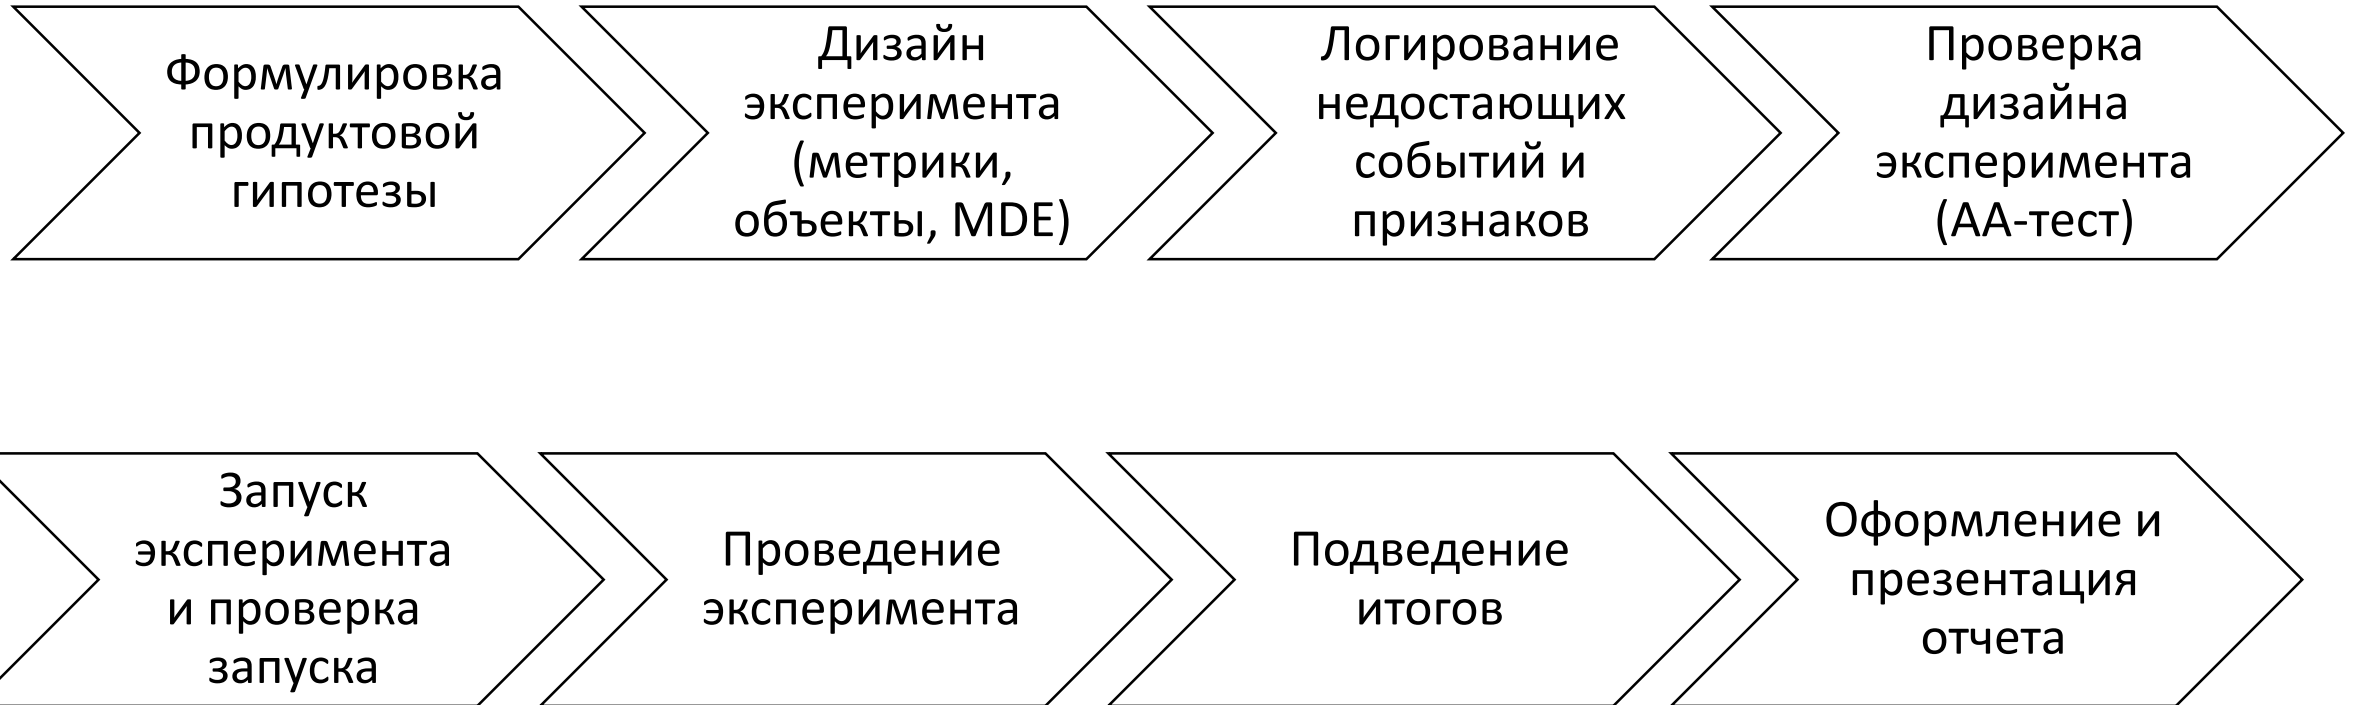 Формулировка
продуктовой
гипотезы
Дизайн
эксперимента
(метрики,
объекты, MDE)
Логирование
недостающих
событий и
признаков
Проверка
дизайна
эксперимента
(АА-тест)
Запуск
эксперимента
и проверка
запуска
Проведение
эксперимента
Подведение
итогов
Оформление и
презентация
отчета